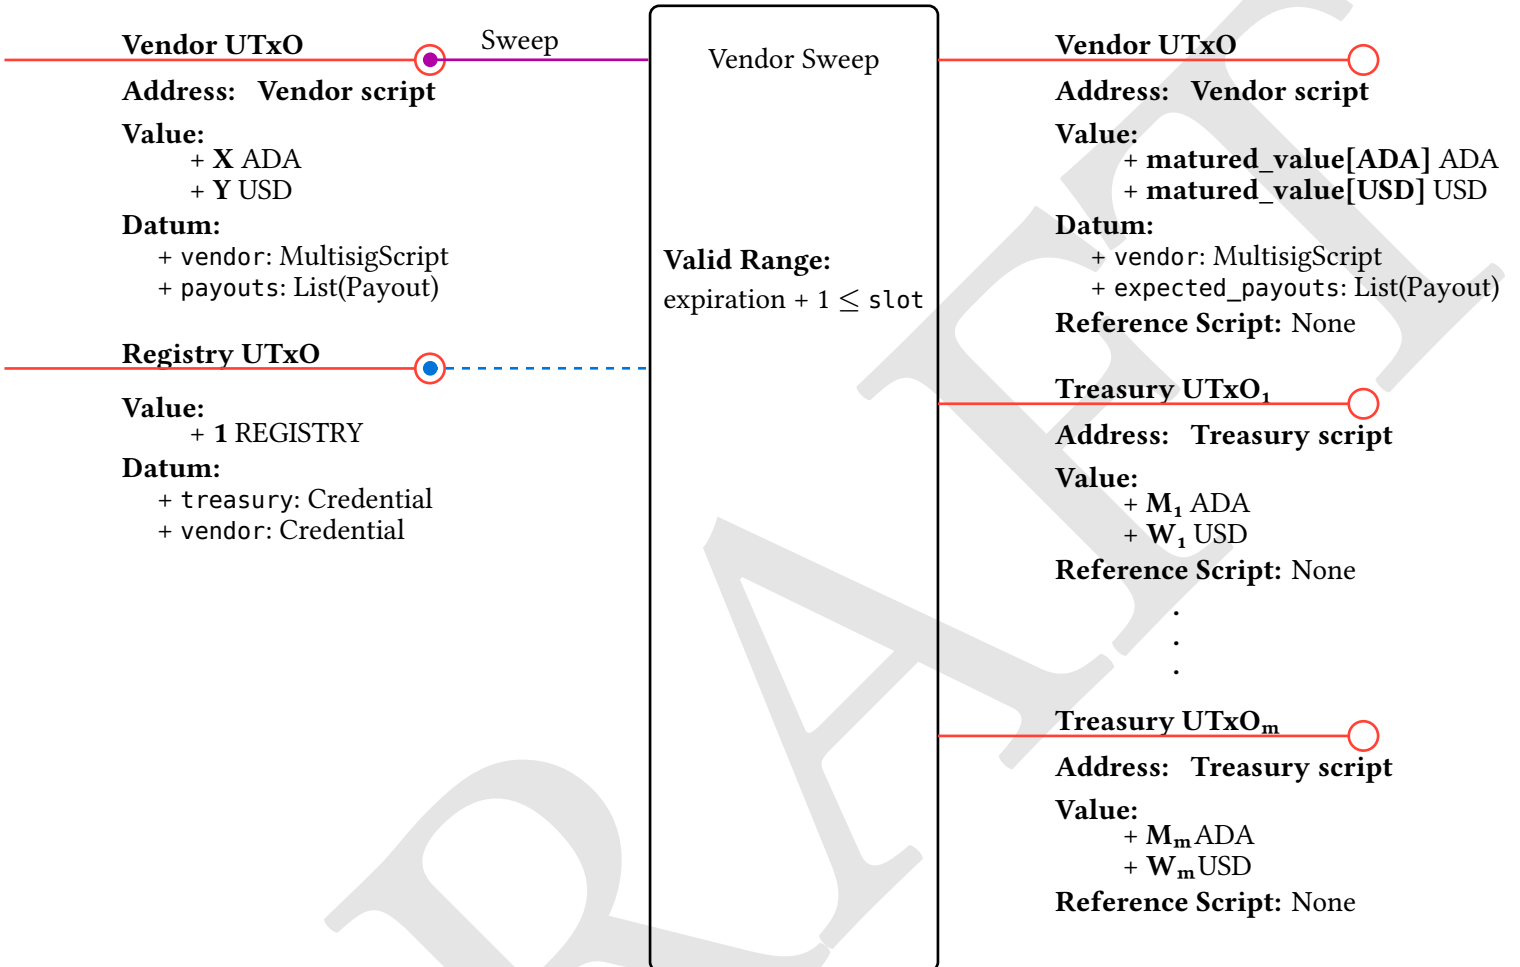 Vendor UTxO
Address: Vendor script
Value:
+ X ADA
+ Y USD
Datum:
+ vendor: MultisigScript
+ payouts: List(Payout)
Registry UTxO
Value:
+ 1 REGISTRY
Datum:
+ treasury: Credential
+ vendor: Credential
Sweep
Vendor Sweep
Valid Range:
expiration + 1 ≤ slot
Vendor UTxO
Address: Vendor script
Value:
+ matured_value[ADA] ADA
+ matured_value[USD] USD
Datum:
+ vendor: MultisigScript
+ expected_payouts: List(Payout)
Reference Script: None
Treasury UTxO₁
Address: Treasury script
Value:
+ M₁ ADA
+ W₁ USD
Reference Script: None
.
.
.
Treasury UTxOₘ
Address: Treasury script
Value:
+ Mₘ ADA
+ Wₘ USD
Reference Script: None
RAFT